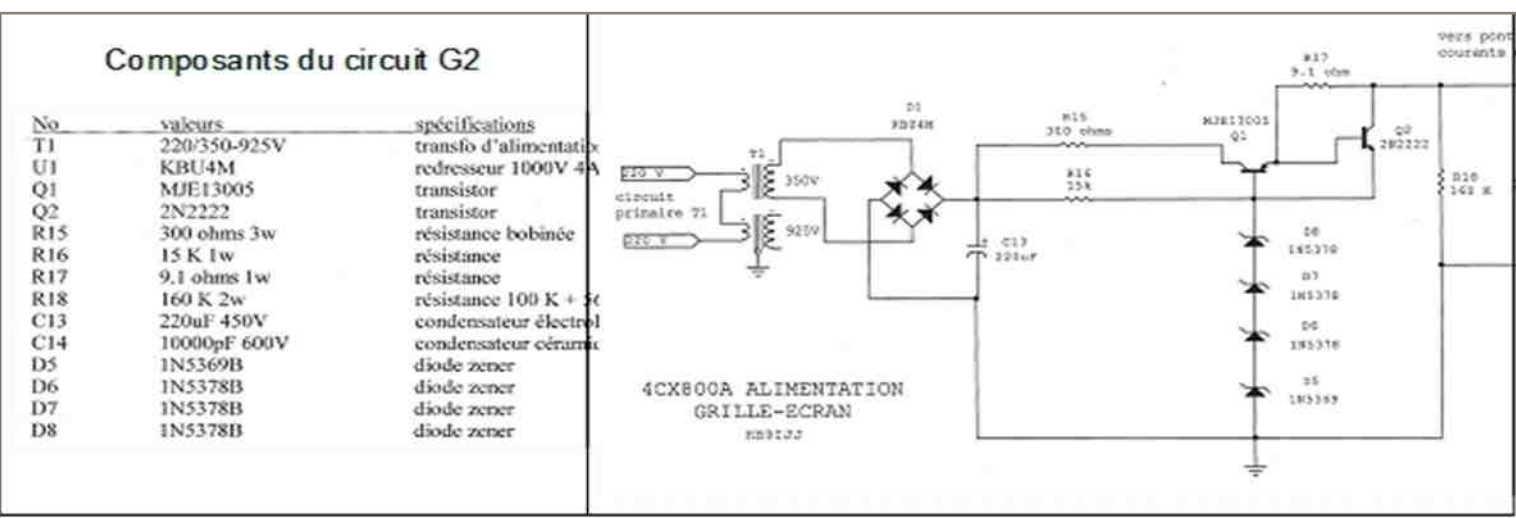 Composants du circuit G2
No valeurs spécifications
T1 220/350-925V transfo d'alimentatio
U1 KBU4M redresseur 1000V 4A
Q1 MJE13005 transistor
Q2 2N2222 transistor
R15 300 ohms 3w résistance bobinée
R16 15 K 1w résistance
R17 9.1 ohms 1w résistance
R18 160 K 2w résistance 100 K + 56
C13 220uF 450V condensateur électrol
C14 10000pF 600V condensateur céramic
D5 1N5369B diode zener
D6 1N5378B diode zener
D7 1N5378B diode zener
D8 1N5378B diode zener
vers pont
courants
R17
9.1 ohm
D1
R15
300 ohms
MJE13005
Q1
Q2
2N2222
T1
220 V
350V
circuit
primaire T1
R16
15k
R18
160 K
925V
220 V
C13
220uF
D8
1N5378
D7
1N5378
D6
1N5378
D5
1N5369
4CX800A ALIMENTATION
GRILLE-ECRAN